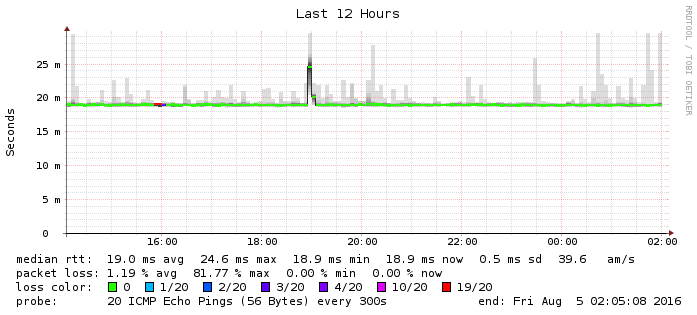 Last 12 Hours
RRDTOOL / TOBI OETIKER
Seconds
25 m
20 m
15 m
10 m
5 m
0
16:00 18:00 20:00 22:00 00:00 02:00
median rtt: 19.0 ms avg 24.6 ms max 18.9 ms min 18.9 ms now 0.5 ms sd 39.6 am/s
packet loss: 1.19 % avg 81.77 % max 0.00 % min 0.00 % now
loss color: 0 1/20 2/20 3/20 4/20 10/20 19/20
probe: 20 ICMP Echo Pings (56 Bytes) every 300s end: Fri Aug 5 02:05:08 2016